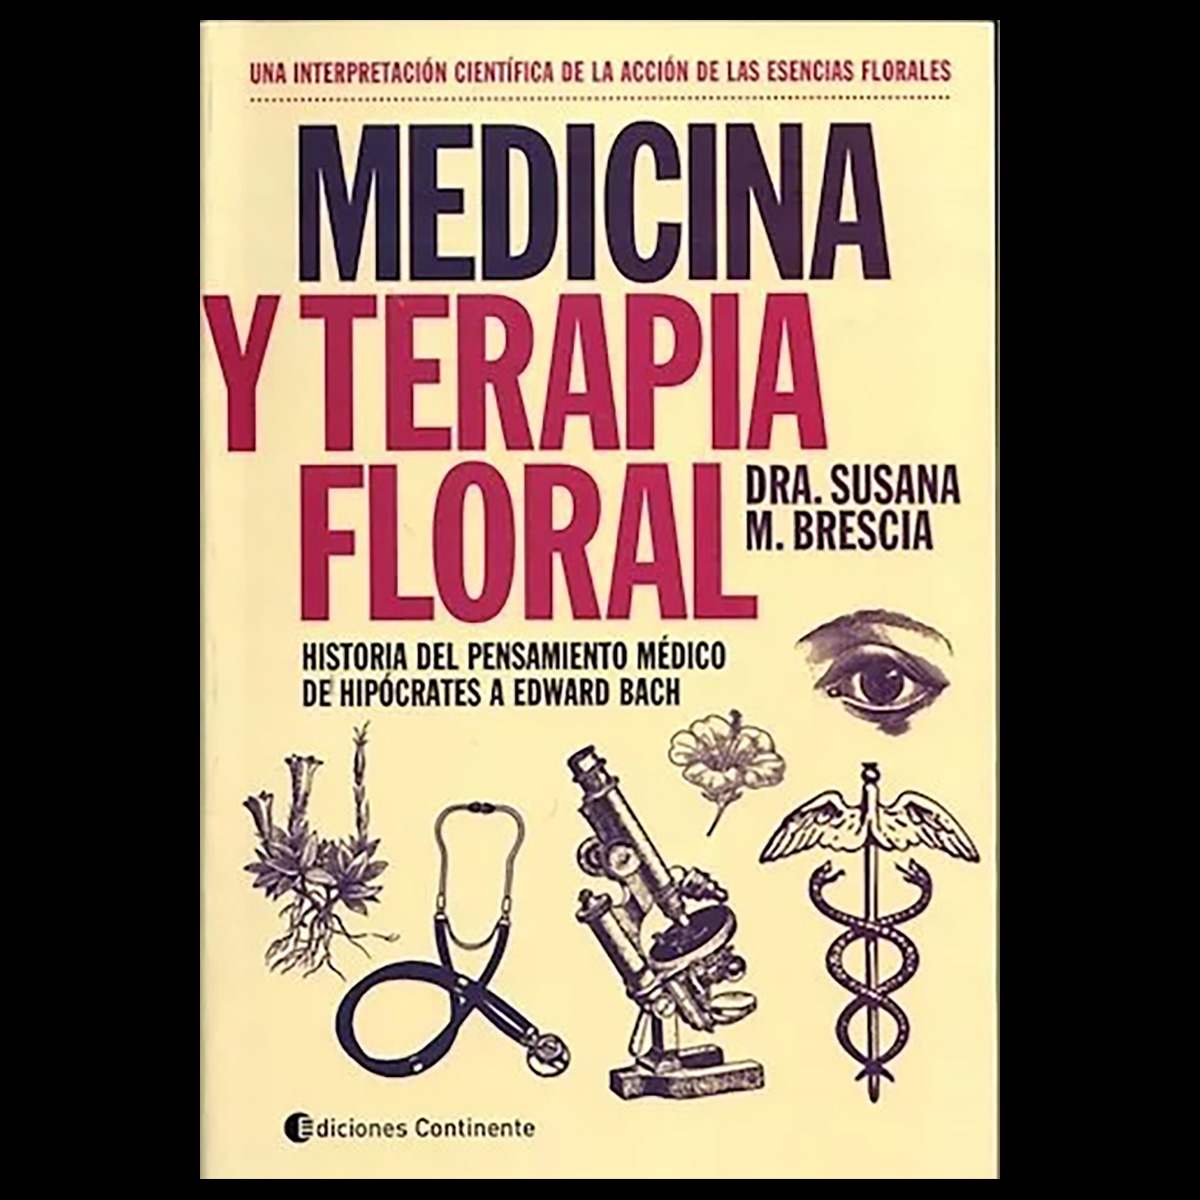 UNA INTERPRETACIÓN CIENTÍFICA DE LA ACCIÓN DE LAS ESENCIAS FLORALES
MEDICINA
Y TERAPIA
FLORAL
DRA. SUSANA
M. BRESCIA
HISTORIA DEL PENSAMIENTO MÉDICO
DE HIPÓCRATES A EDWARD BACH
Ediciones Continente